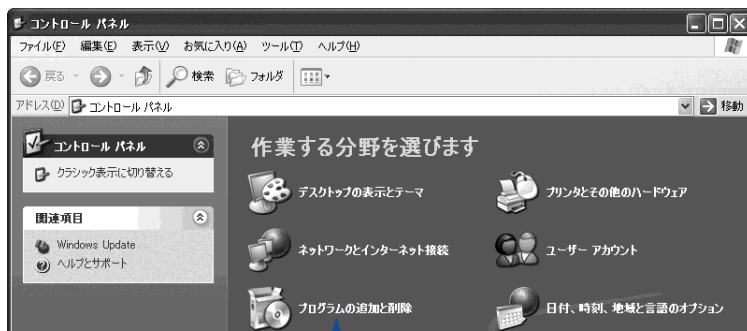 コントロール パネル
ファイル(F) 編集(E) 表示(V) お気に入り(A) ツール(T) ヘルプ(H)
戻る 検索 フォルダ
アドレス(D) コントロール パネル 移動
コントロール パネル
クラシック表示に切り替える
関連項目
Windows Update
ヘルプとサポート
作業する分野を選びます
デスクトップの表示とテーマ
プリンタとその他のハードウェア
ネットワークとインターネット接続
ユーザー アカウント
プログラムの追加と削除
日付、時刻、地域と言語のオプション